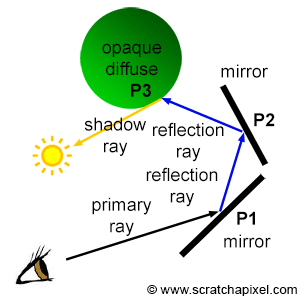 opaque
diffuse
P3
mirror
shadow
ray
P2
reflection
ray
reflection
ray
primary
ray
P1
mirror
© www.scratchapixel.com